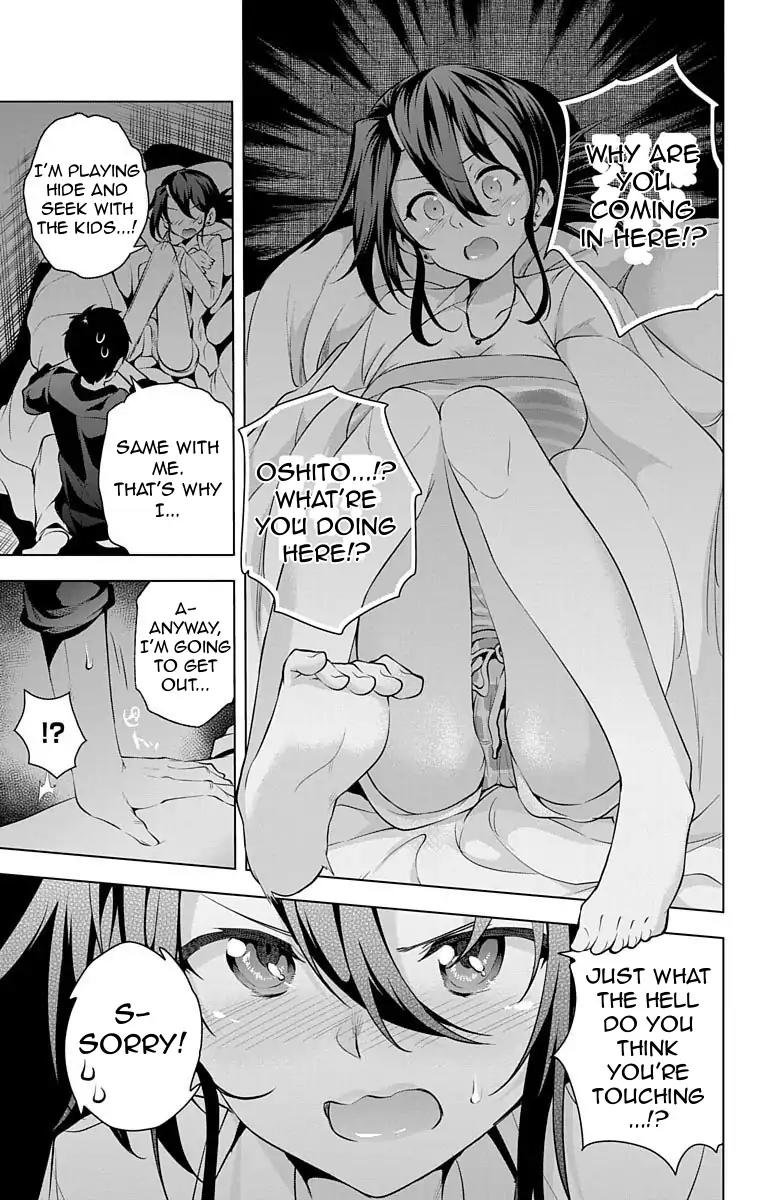 WHY ARE
YOU
COMING
IN HERE!?
OSHITO...!?
WHAT'RE
YOU DOING
HERE!?
I'M PLAYING
HIDE AND
SEEK WITH
THE KIDS...!
SAME WITH
ME.
THAT'S WHY
I...
A-
ANYWAY,
I'M GOING
TO GET
OUT...
!?
JUST WHAT
THE HELL
DO YOU
THINK
YOU'RE
TOUCHING
...!?
S-
SORRY!